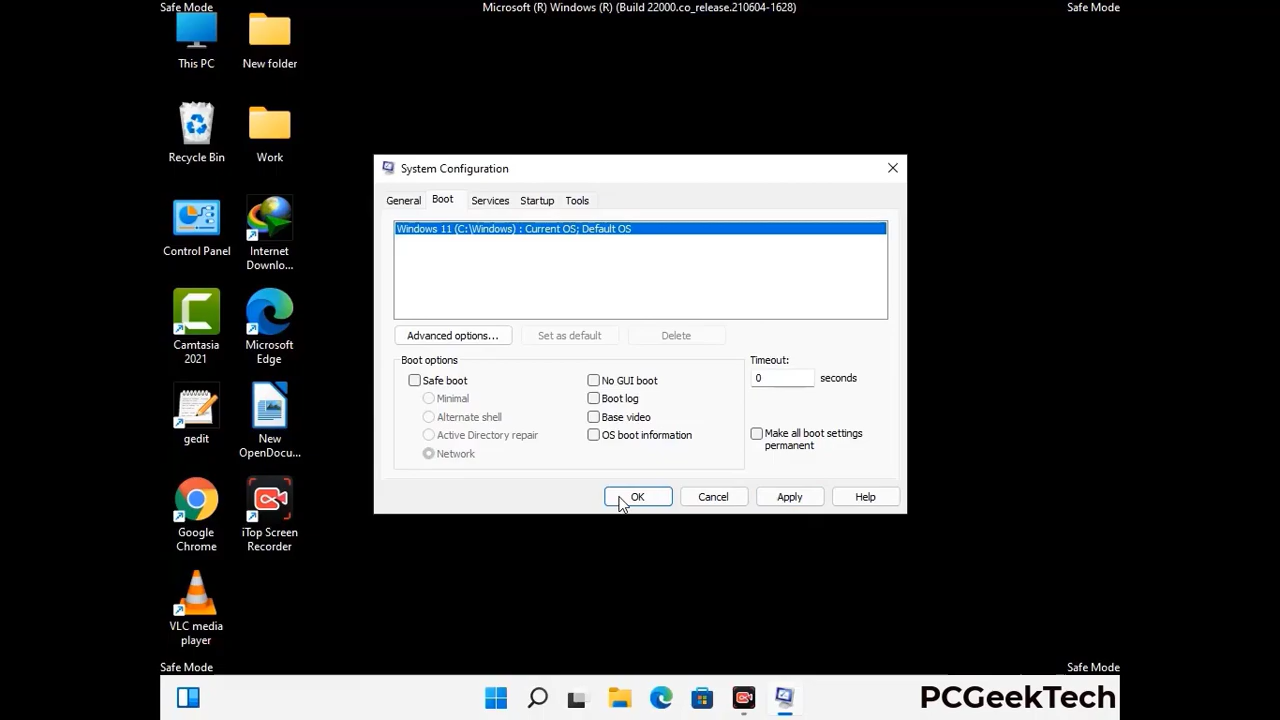 Safe Mode
Microsoft (R) Windows (R) (Build 22000.co_release.210604-1628)
Safe Mode
This PC
New folder
Recycle Bin
Work
Control Panel
Internet
Downlo...
Camtasia
2021
Microsoft
Edge
gedit
New
OpenDocu...
Google
Chrome
iTop Screen
Recorder
VLC media
player
System Configuration
General
Boot
Services
Startup
Tools
Windows 11 (C:\Windows) : Current OS; Default OS
Advanced options...
Set as default
Delete
Boot options
Safe boot
Minimal
Alternate shell
Active Directory repair
Network
No GUI boot
Boot log
Base video
OS boot information
Timeout:
0 seconds
Make all boot settings
permanent
OK
Cancel
Apply
Help
Safe Mode
Safe Mode
PCGeekTech